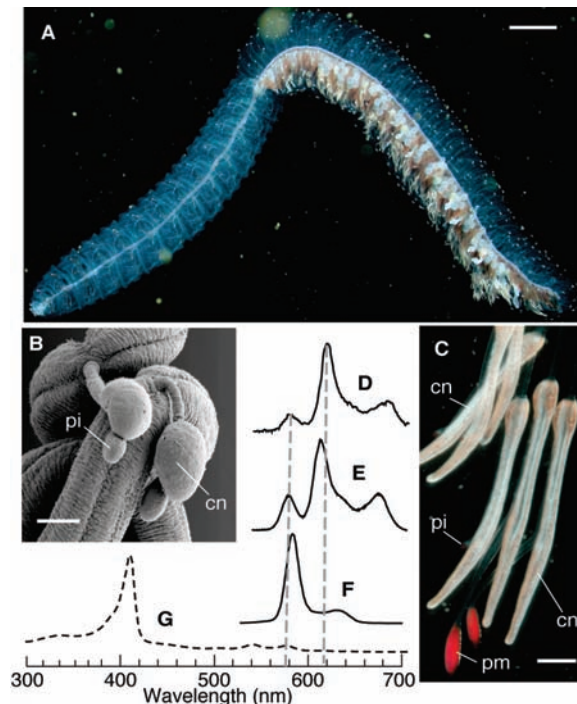 A
B
pi
cn
D
E
F
G
C
cn
pi
cn
pm
300 400 500 600 700
Wavelength (nm)